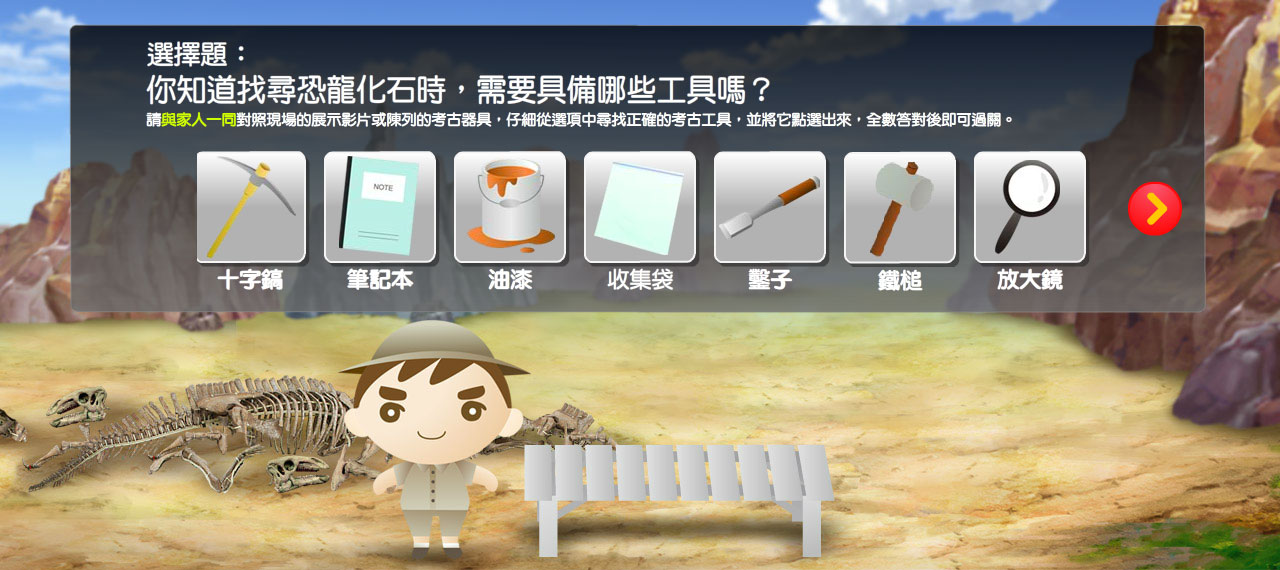 選擇題：
你知道找尋恐龍化石時，需要具備哪些工具嗎？
請與家人一同對照現場的展示影片或陳列的考古器具，仔細從選項中尋找正確的考古工具，並將它點選出來，全數答對後即可過關。
NOTE
十字鎬 筆記本 油漆 收集袋 鑿子 鐵槌 放大鏡